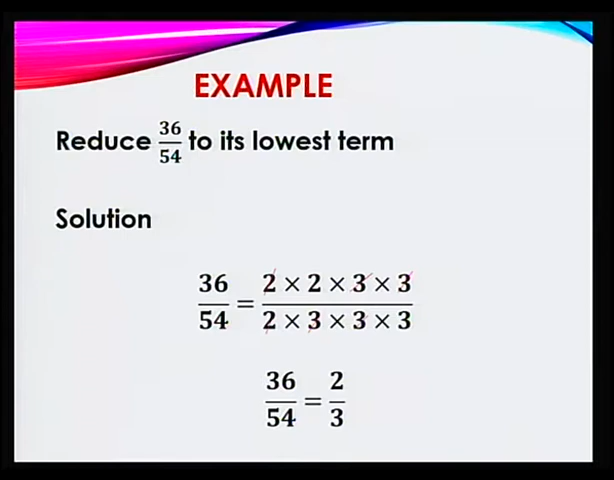 EXAMPLE
Reduce 36/54 to its lowest term
Solution
36/54 = 2 × 2 × 3 × 3 / 2 × 3 × 3 × 3
36/54 = 2/3